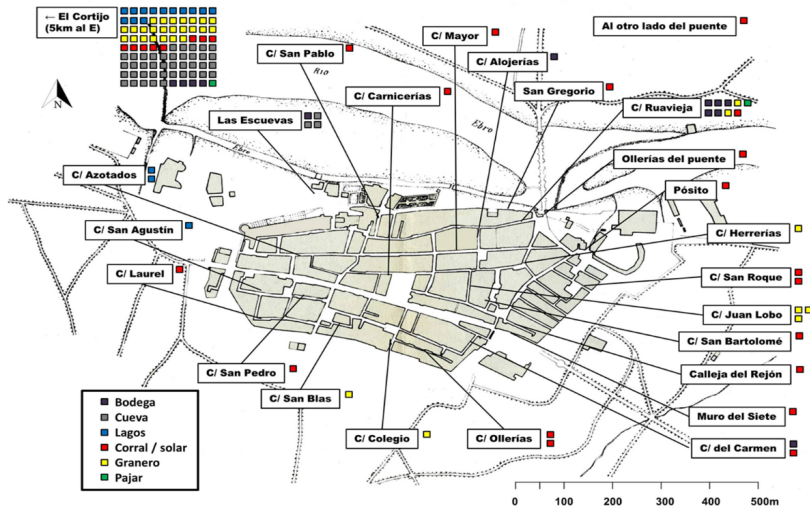 ← El Cortijo
(5km al E)
Al otro lado del puente
C/ San Pablo
C/ Mayor
C/ Alojerías
San Gregorio
C/ Carnicerías
C/ Ruavieja
RIO
Ebro
Las Escuevas
N
Ebro
Ollerías del puente
C/ Azotados
Pósito
C/ San Agustín
C/ Herrerías
C/ Laurel
C/ San Roque
C/ Juan Lobo
C/ San Bartolomé
C/ San Pedro
Calleja del Rejón
C/ San Blas
Muro del Siete
C/ Colegio
C/ Ollerías
C/ del Carmen
Bodega
Cueva
Lagos
Corral / solar
Granero
Pajar
0 100 200 300 400 500m